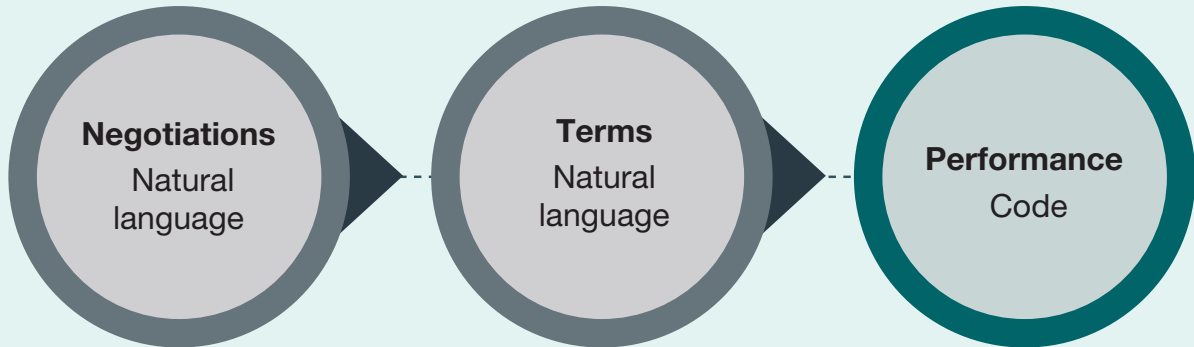 Negotiations
Natural
language
Terms
Natural
language
Performance
Code